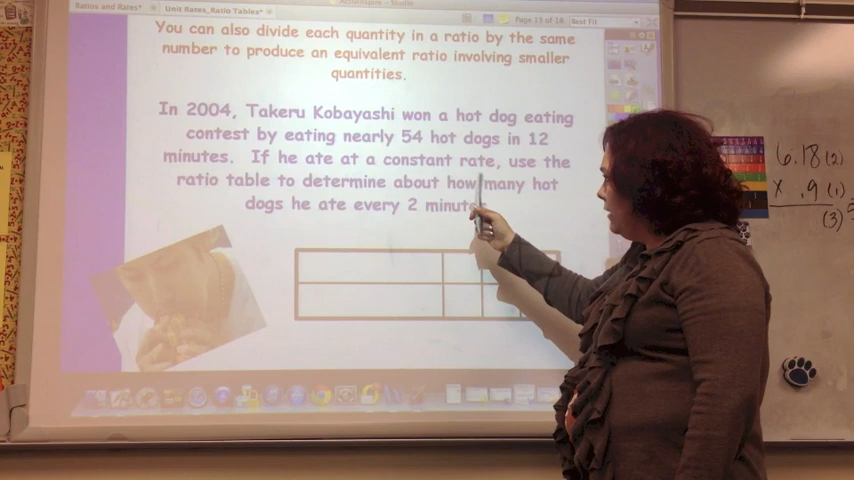 Ratios and Rates*
Unit Rates_Ratio Tables*
Page 13 of 18
Best Fit
You can also divide each quantity in a ratio by the same
number to produce an equivalent ratio involving smaller
quantities.
In 2004, Takeru Kobayashi won a hot dog eating
contest by eating nearly 54 hot dogs in 12
minutes. If he ate at a constant rate, use the
ratio table to determine about how many hot
dogs he ate every 2
6.18 (2)
x .9 (1)
(3)